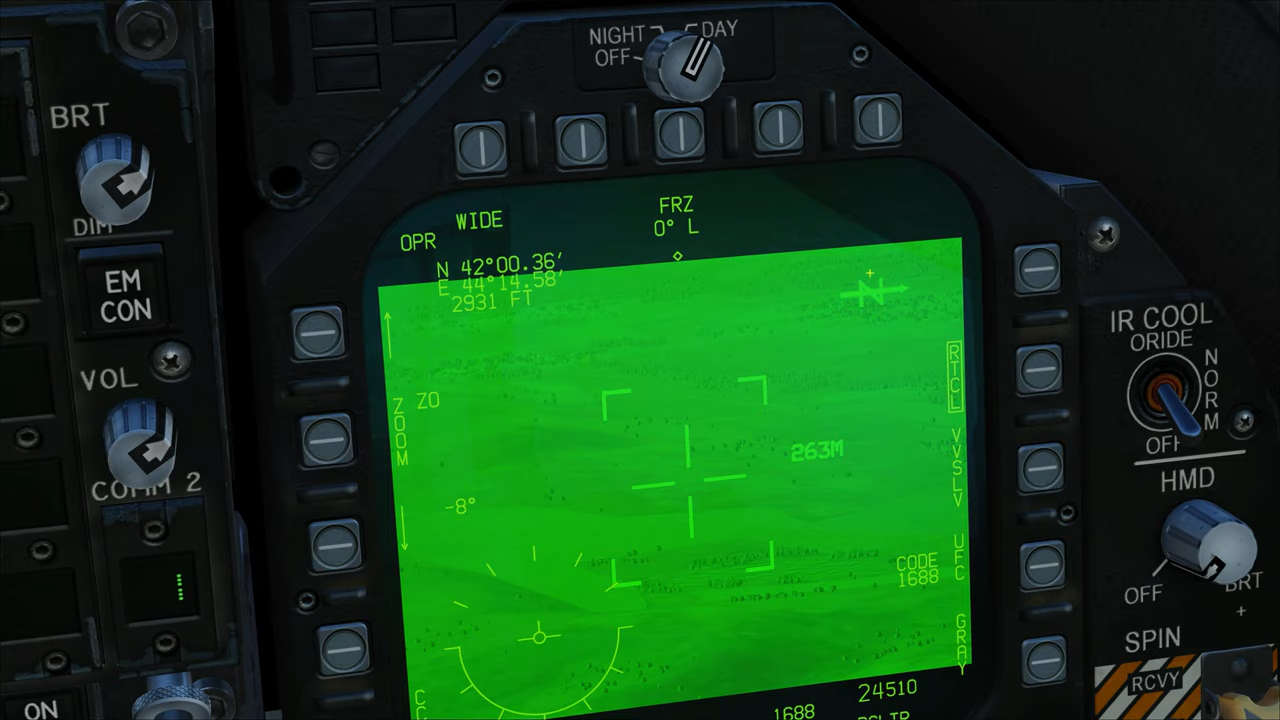 NIGHT DAY
OFF
BRT
DIM
EM
CON
VOL
COMM 2
ON
OPR
WIDE
FRZ
0° L
N 42°00.36′
E 44°14.58′
2931 FT
N
ZOOM
ZO
-8°
263M
RTCL
VVSLV
UFC
CODE
1688
GRAY
24510
1688
IR COOL
ORIDE
NORM
OFF
HMD
OFF
BRT
SPIN
RCVY